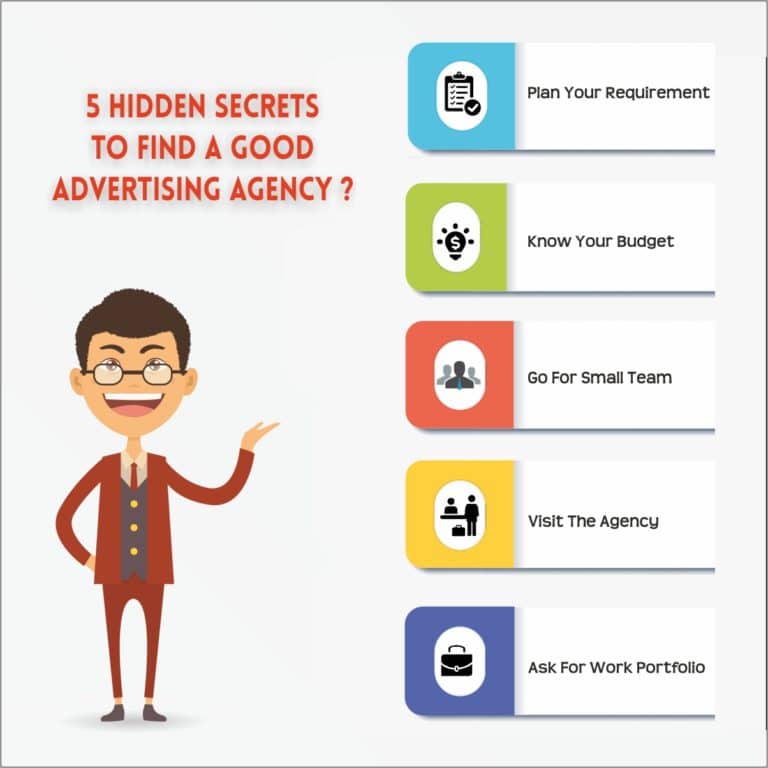 5 HIDDEN SECRETS
TO FIND A GOOD
ADVERTISING AGENCY ?
Plan Your Requirement
$
Know Your Budget
Go For Small Team
Visit The Agency
Ask For Work Portfolio